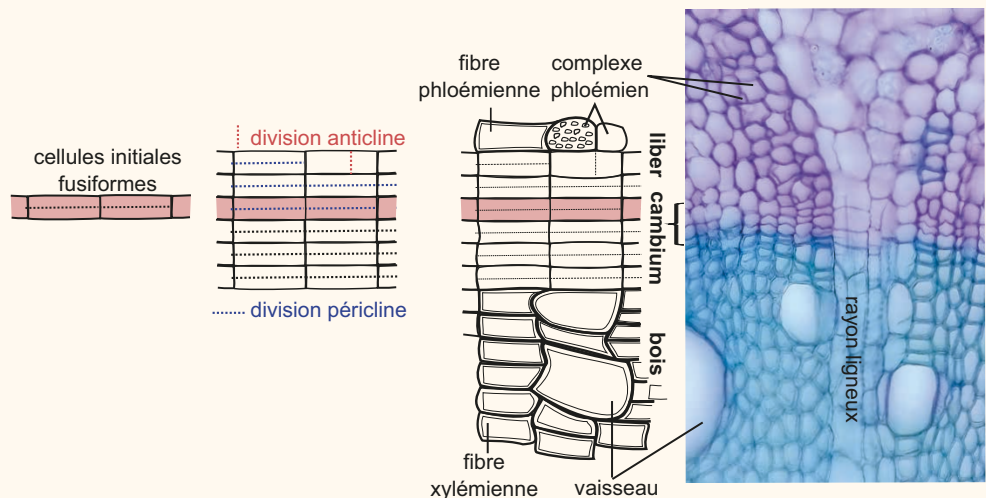 cellules initiales
fusiformes
division anticline
division péricline
fibre
phloémienne
complexe
phloémien
liber
cambium
bois
fibre
xylémienne
vaisseau
rayon ligneux